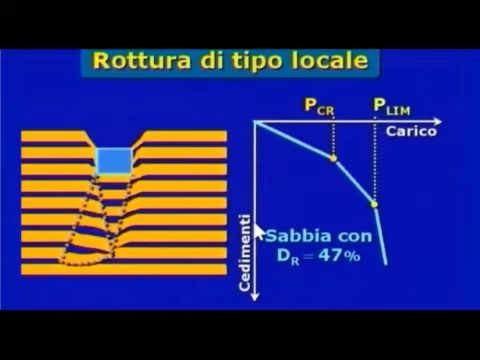 Rottura di tipo locale
PCR PLIM
Carico
Cedimenti
Sabbia con
DR = 47%